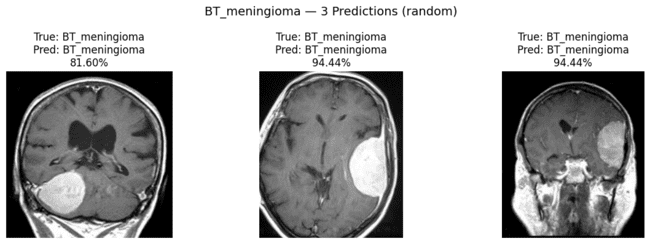 BT_meningioma — 3 Predictions (random)
True: BT_meningioma
Pred: BT_meningioma
81.60%
True: BT_meningioma
Pred: BT_meningioma
94.44%
True: BT_meningioma
Pred: BT_meningioma
94.44%